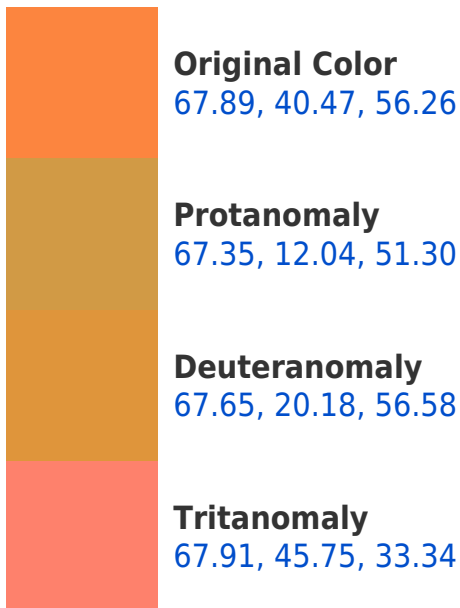 Original Color
67.89, 40.47, 56.26
Protanomaly
67.35, 12.04, 51.30
Deuteranomaly
67.65, 20.18, 56.58
Tritanomaly
67.91, 45.75, 33.34